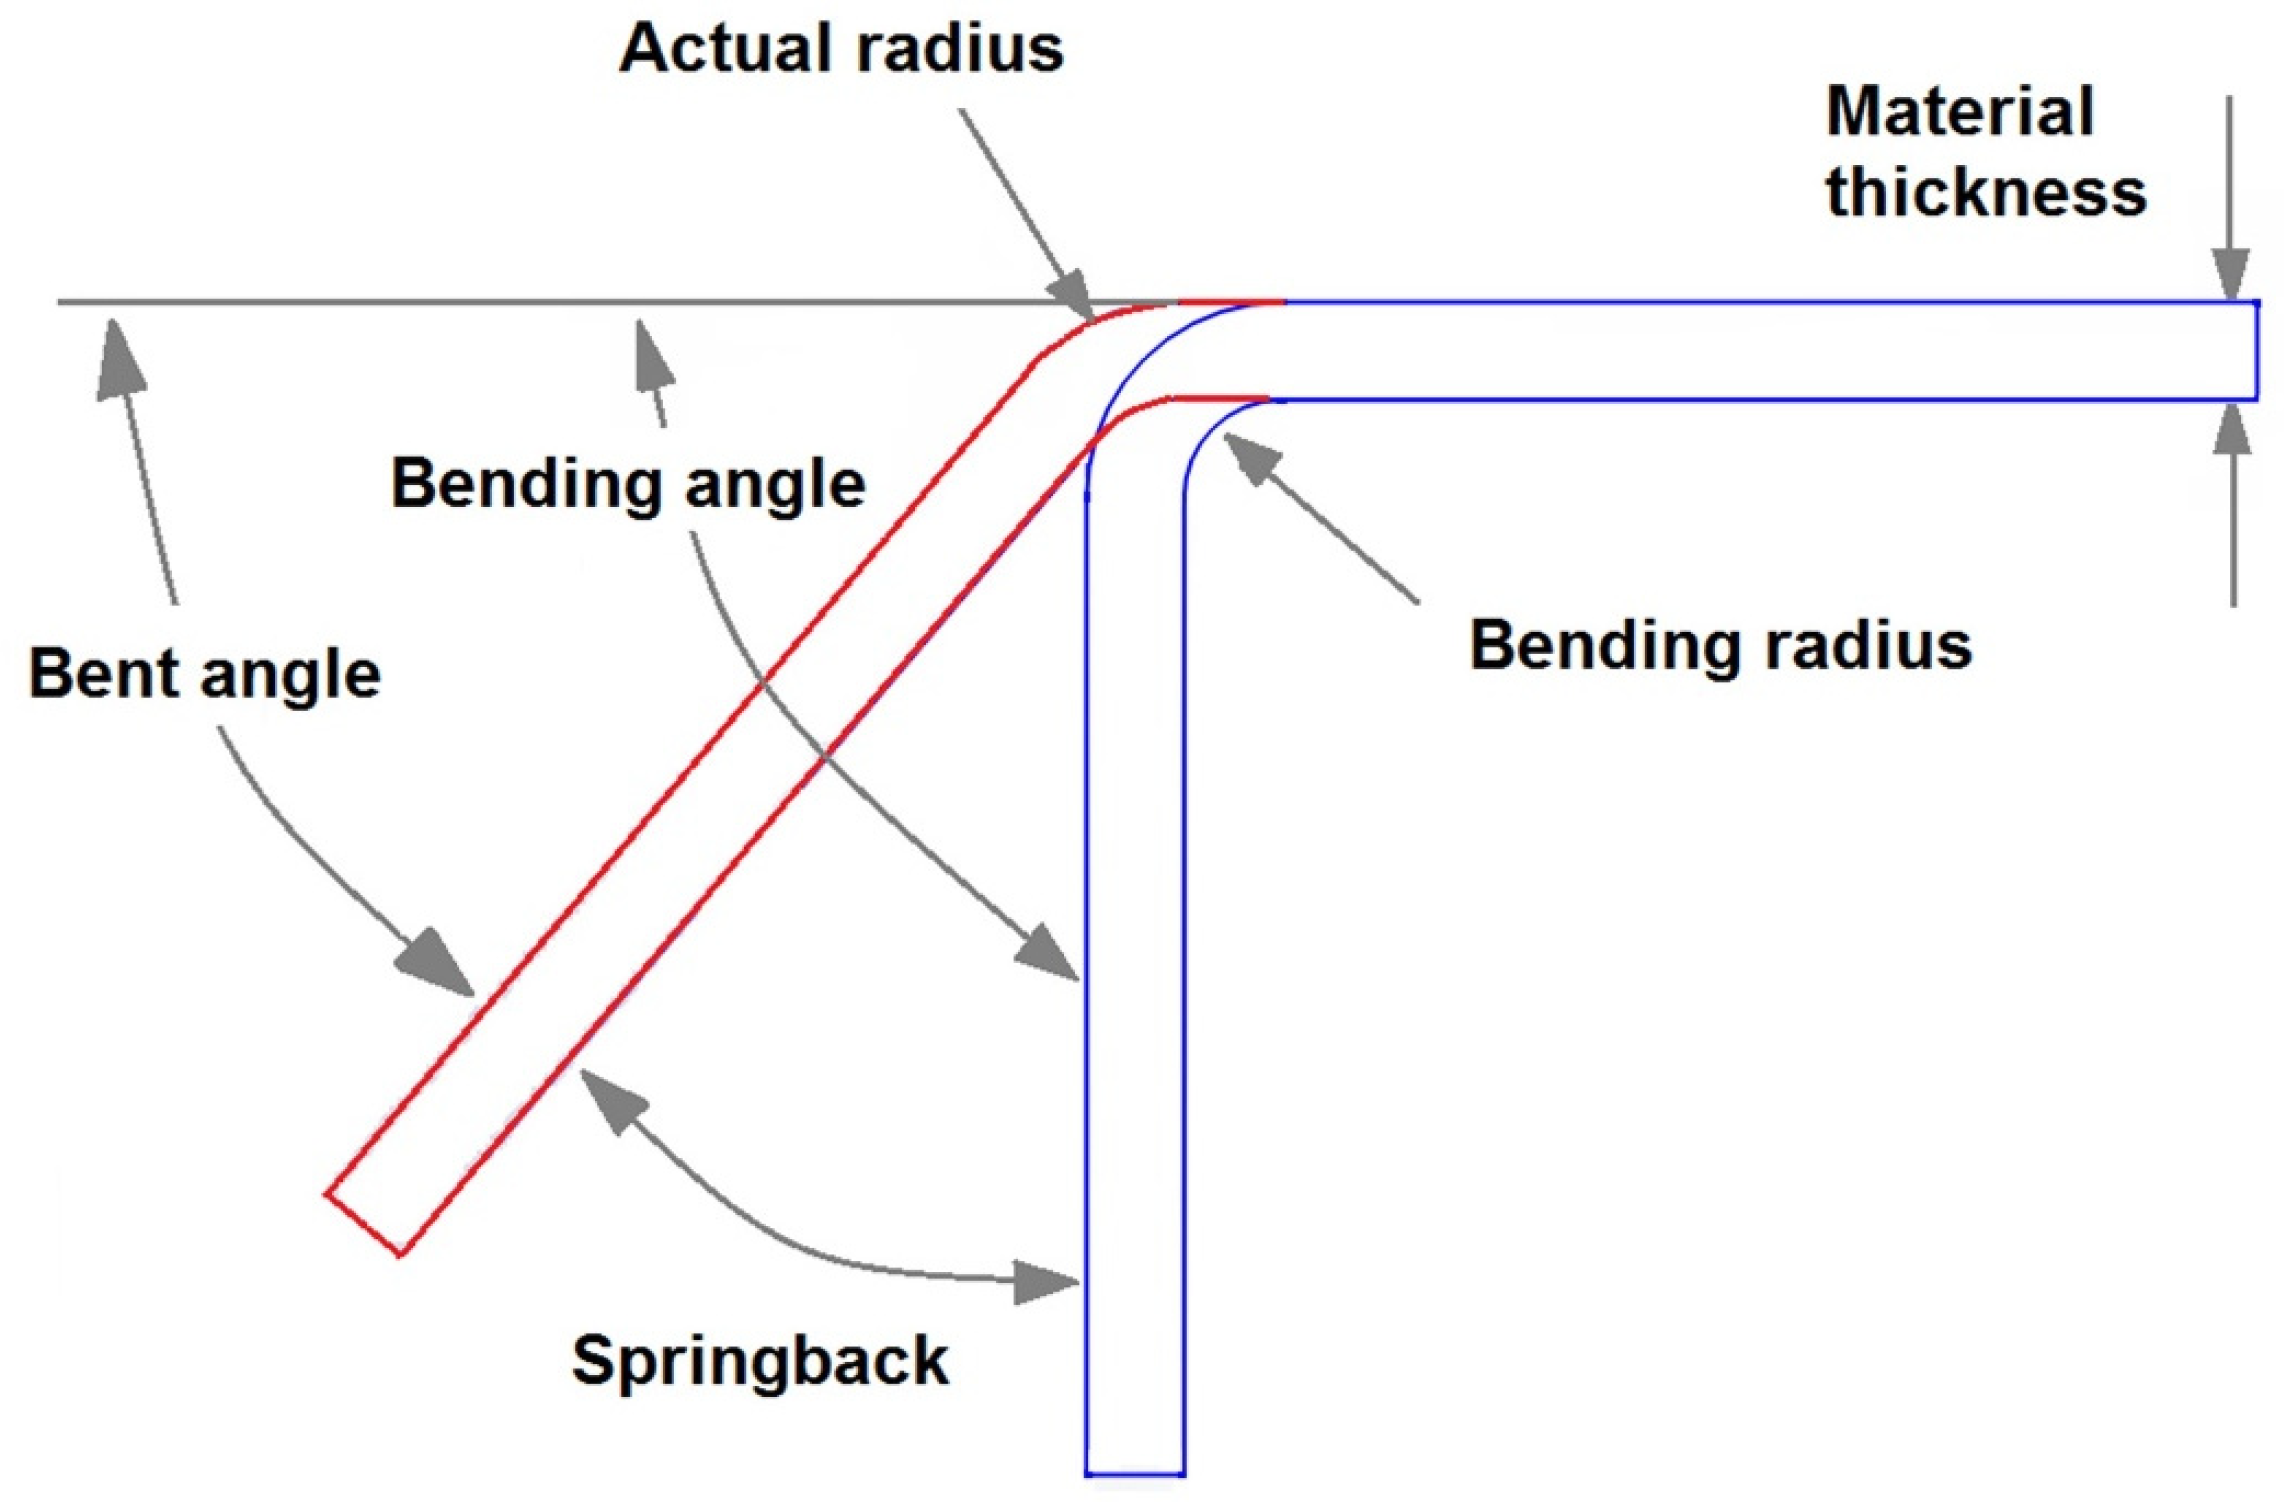 Actual radius
Material
thickness
Bending angle
Bending radius
Bent angle
Springback